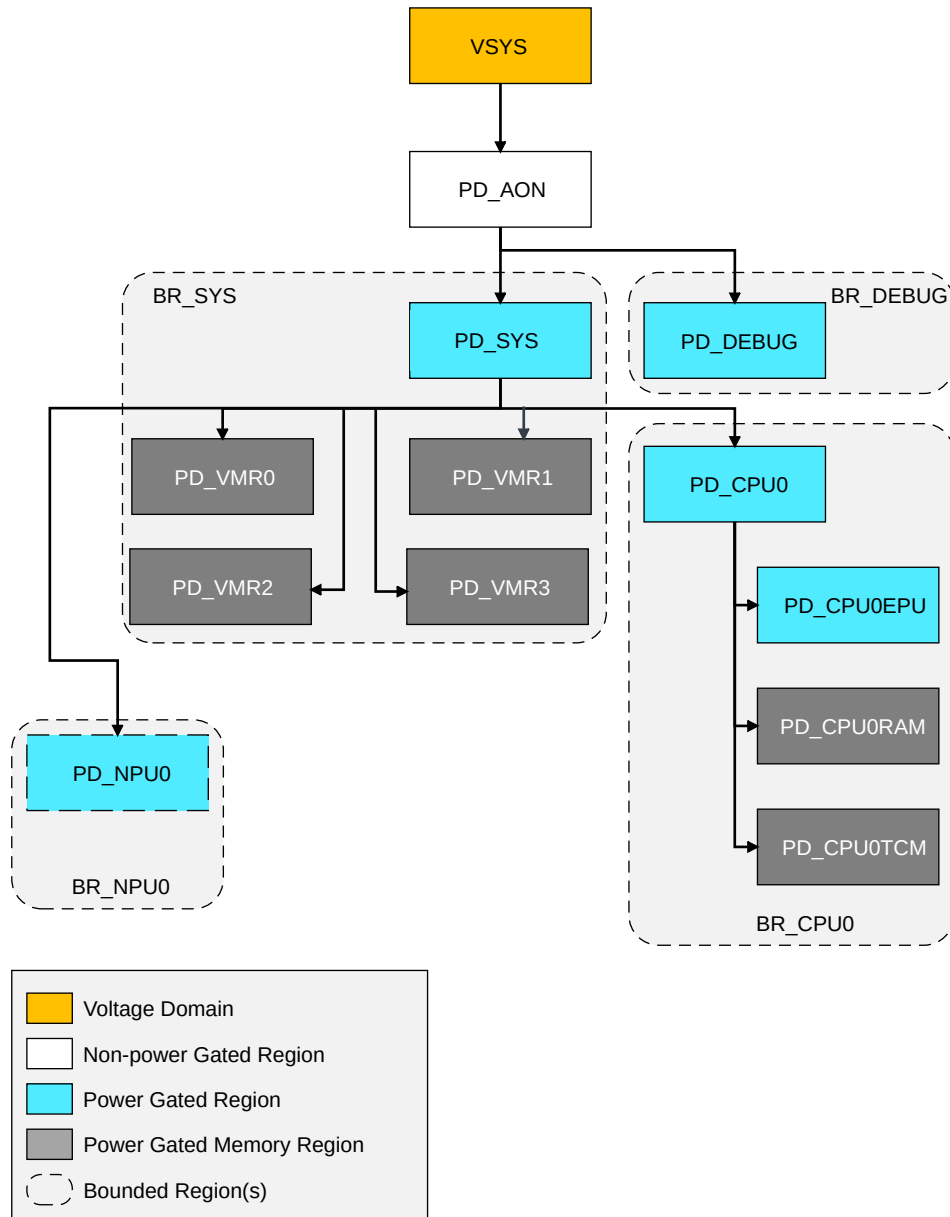 VSYS
PD_AON
BR_SYS
BR_DEBUG
PD_SYS
PD_DEBUG
PD_VMR0
PD_VMR1
PD_CPU0
PD_VMR2
PD_VMR3
PD_CPU0EPU
PD_CPU0RAM
PD_NPU0
PD_CPU0TCM
BR_NPU0
BR_CPU0
Voltage Domain
Non-power Gated Region
Power Gated Region
Power Gated Memory Region
Bounded Region(s)